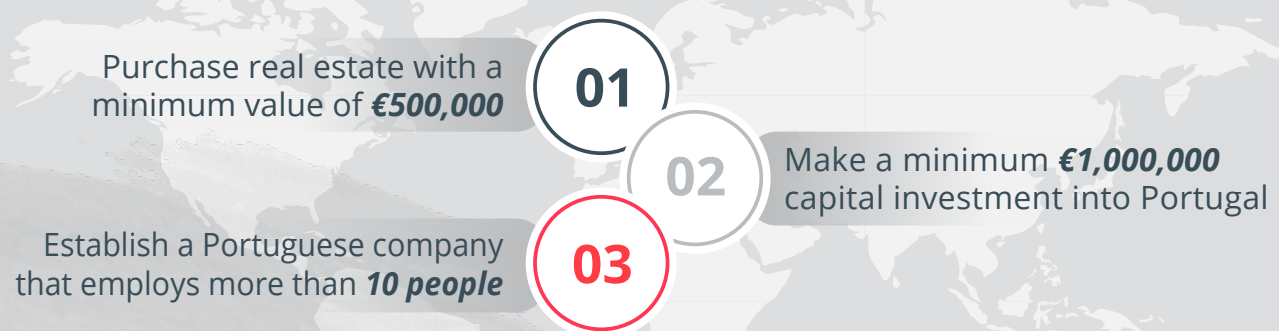 Purchase real estate with a
minimum value of €500,000
01
02
Make a minimum €1,000,000
capital investment into Portugal
Establish a Portuguese company
that employs more than 10 people
03